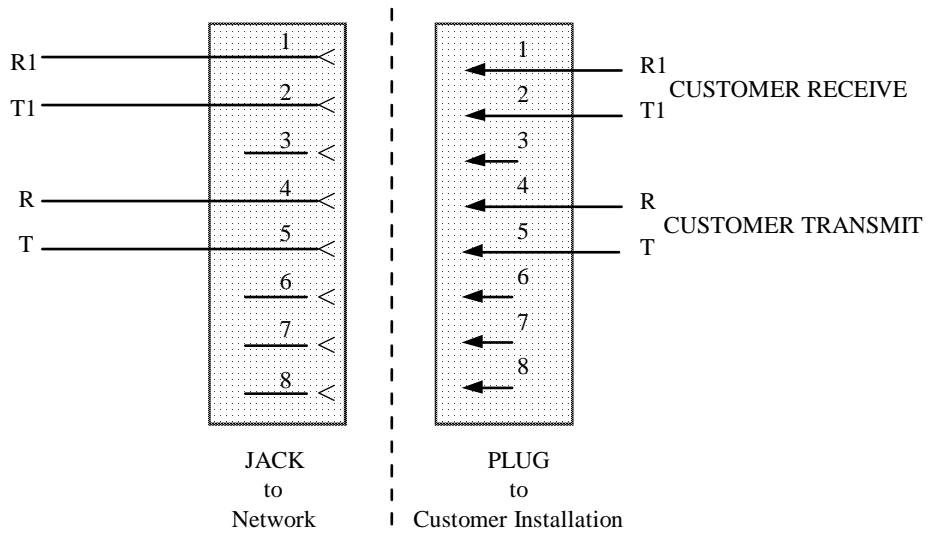 R1
T1
R
T
1
2
3
4
5
6
7
8
JACK
to
Network
1
2
3
4
5
6
7
8
R1
CUSTOMER RECEIVE
T1
R
CUSTOMER TRANSMIT
T
PLUG
to
Customer Installation